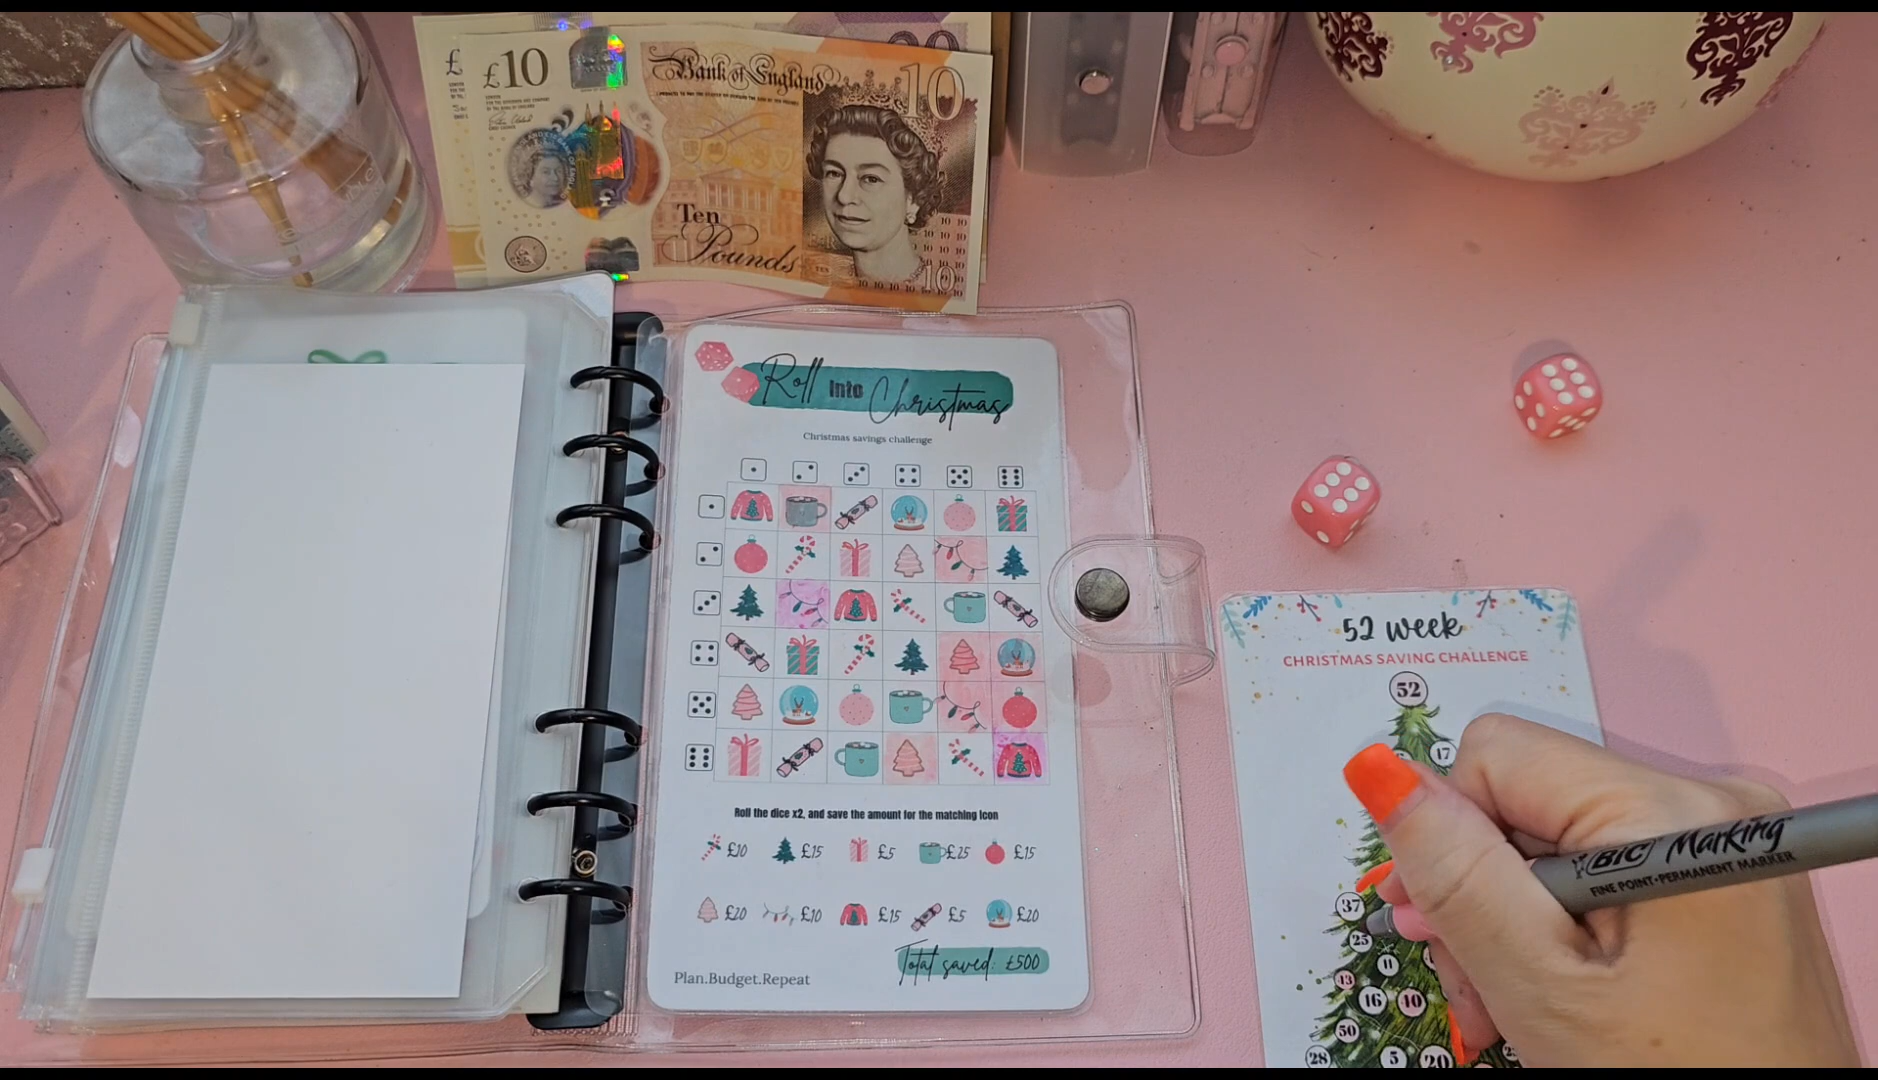 £10
Bank of England
10
Ten
Pounds
10
£
20
Roll into Christmas
Christmas savings challenge
Roll the dice x2, and save the amount for the matching icon
£10 £15 £5 £25 £15
£20 £10 £15 £5 £20
Total saved: £500
Plan.Budget.Repeat
52 week
CHRISTMAS SAVING CHALLENGE
52
47
37
25
11
13
16 40
50
28 5 20
BIC Marking
FINE POINT·PERMANENT MARKER